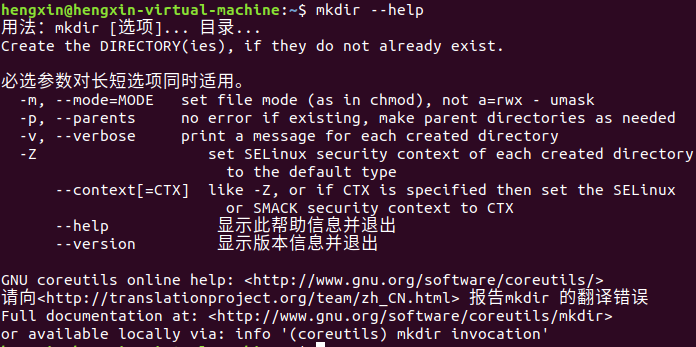 hengxin@hengxin-virtual-machine:~$ mkdir --help
用法：mkdir [选项]... 目录...
Create the DIRECTORY(ies), if they do not already exist.
必选参数对长短选项同时适用。
-m, --mode=MODE   set file mode (as in chmod), not a=rwx - umask
-p, --parents     no error if existing, make parent directories as needed
-v, --verbose     print a message for each created directory
-Z                   set SELinux security context of each created directory
to the default type
--context[=CTX]  like -Z, or if CTX is specified then set the SELinux
or SMACK security context to CTX
--help            显示此帮助信息并退出
--version         显示版本信息并退出
GNU coreutils online help: <http://www.gnu.org/software/coreutils/>
请向<http://translationproject.org/team/zh_CN.html> 报告mkdir 的翻译错误
Full documentation at: <http://www.gnu.org/software/coreutils/mkdir>
or available locally via: info '(coreutils) mkdir invocation'